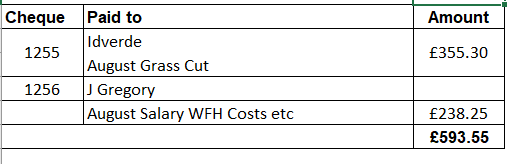 Cheque Paid to Amount
Idverde
1255 £355.30
August Grass Cut
1256 J Gregory
August Salary WFH Costs etc £238.25
£593.55